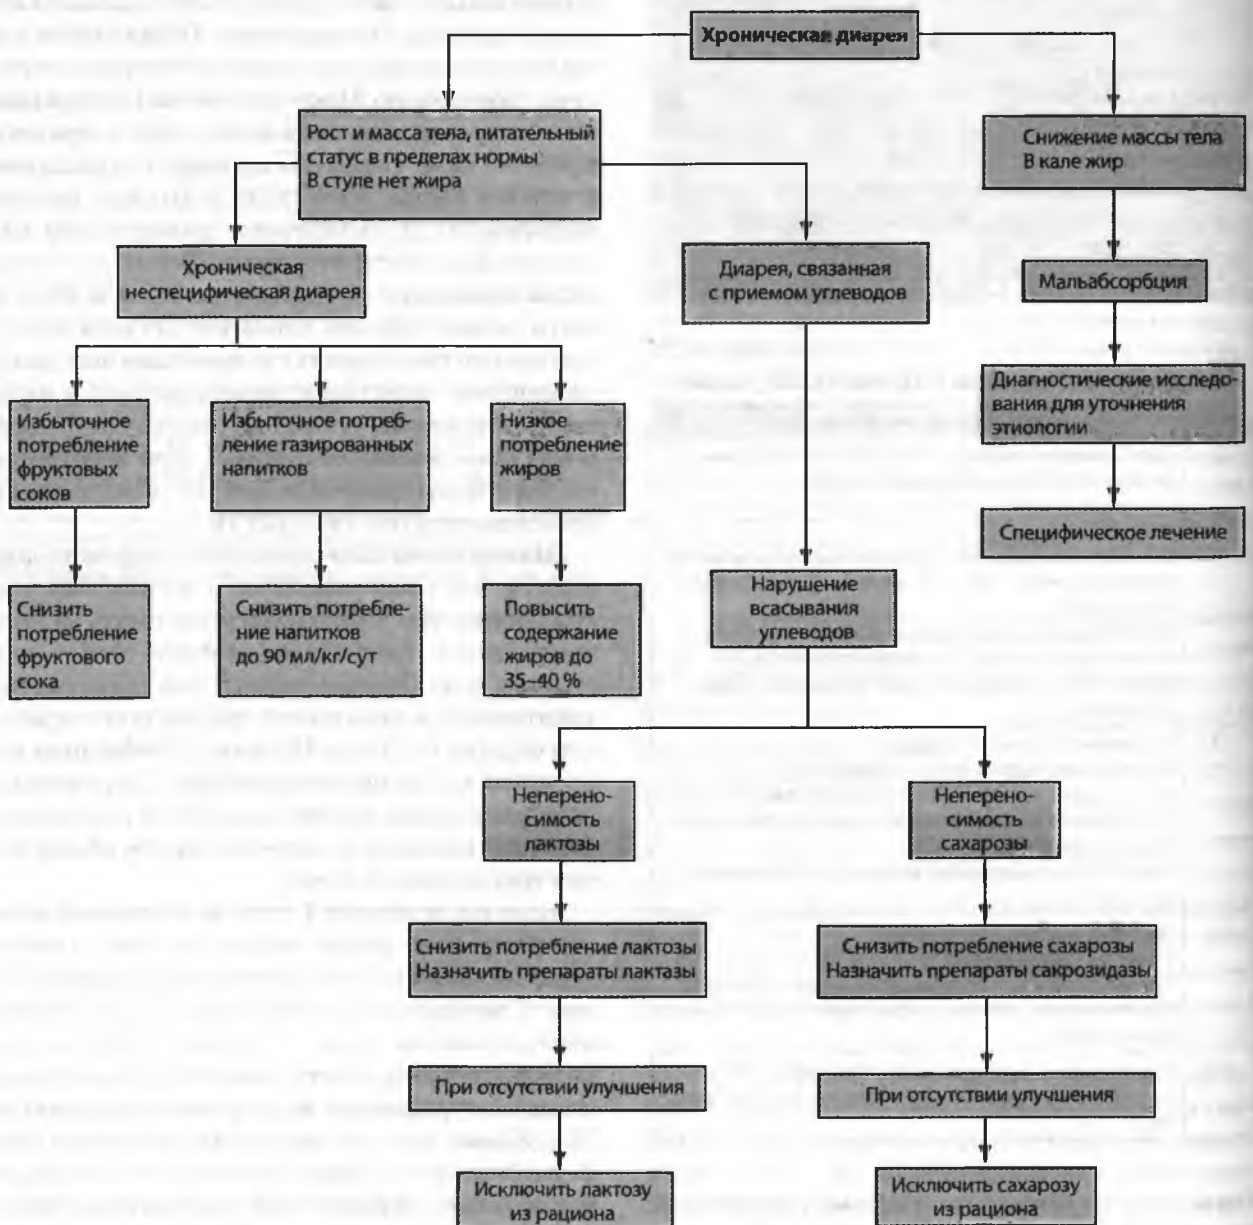 Хроническая диарея
Рост и масса тела, питательный
статус в пределах нормы
В стуле нет жира
Снижение массы тела
В кале жир
Хроническая
неспецифическая диарея
Диарея, связанная
с приемом углеводов
Мальабсорбция
Избыточное
потребление
фруктовых
соков
Избыточное потреб-
ление газированных
напитков
Низкое
потребление
жиров
Диагностические исследо-
вания для уточнения
этиологии
Специфическое лечение
Снизить
потребление
фруктового
сока
Снизить потребле-
ние напитков
до 90 мл/кг/сут
Повысить
содержание
жиров до
35–40 %
Нарушение
всасывания
углеводов
Неперено-
симость
лактозы
Неперено-
симость
сахарозы
Снизить потребление лактозы
Назначить препараты лактазы
Снизить потребление сахарозы
Назначить препараты сакрозидазы
При отсутствии улучшения
При отсутствии улучшения
Исключить лактозу
из рациона
Исключить сахарозу
из рациона